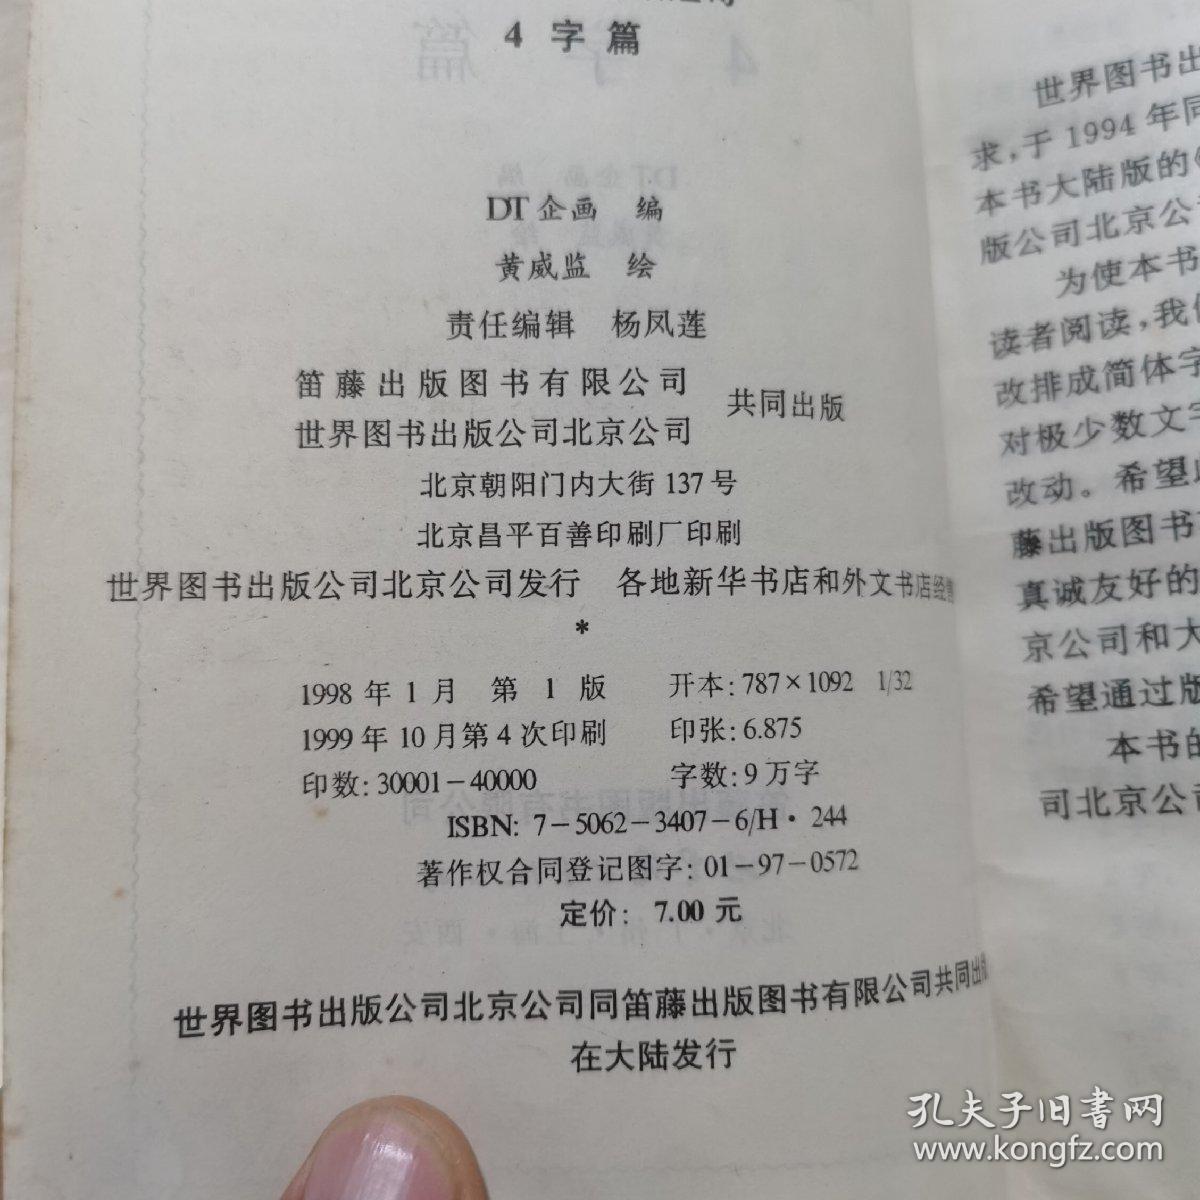 4 字篇
DT 企画 编
黄威监 绘
责任编辑 杨凤莲
笛藤出版图书有限公司
世界图书出版公司北京公司
共同出版
北京朝阳门内大街 137 号
北京昌平百善印刷厂印刷
世界图书出版公司北京公司发行 各地新华书店和外文书店经售
*
1998 年 1 月 第 1 版 开本: 787×1092 1/32
1999 年 10 月第 4 次印刷 印张: 6.875
印数: 30001-40000 字数: 9 万字
ISBN: 7-5062-3407-6/H·244
著作权合同登记图字: 01-97-0572
定价: 7.00 元
世界图书出版公司北京公司同笛藤出版图书有限公司共同出
在大陆发行
世界图书出
求,于 1994 年同
本书大陆版的
版公司北京公
为使本书
读者阅读,我
改排成简体字
对极少数文
改动。希望
藤出版图书
真诚友好的
京公司和大
希望通过版
本书的
司北京公
孔夫子旧书网
www.kongfz.com